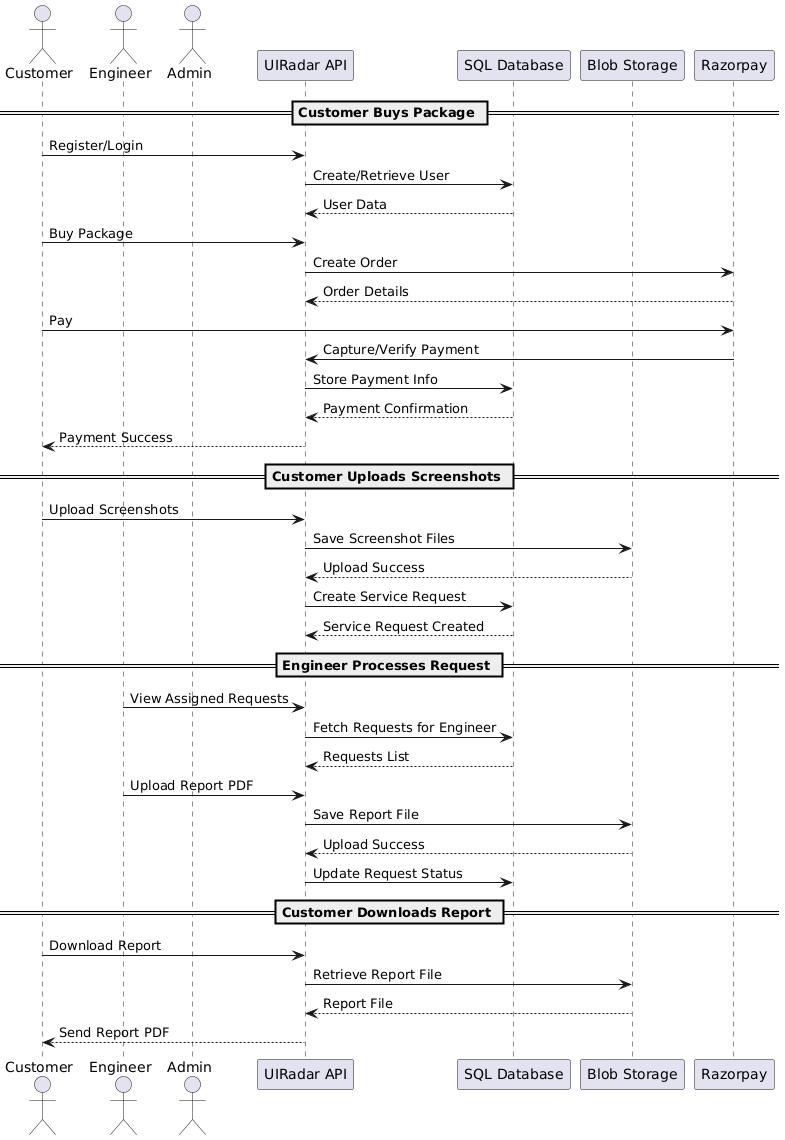 Customer Engineer Admin UIRadar API SQL Database Blob Storage Razorpay
Customer Buys Package
Register/Login
Create/Retrieve User
User Data
Buy Package
Create Order
Order Details
Pay
Capture/Verify Payment
Store Payment Info
Payment Confirmation
Payment Success
Customer Uploads Screenshots
Upload Screenshots
Save Screenshot Files
Upload Success
Create Service Request
Service Request Created
Engineer Processes Request
View Assigned Requests
Fetch Requests for Engineer
Requests List
Upload Report PDF
Save Report File
Upload Success
Update Request Status
Customer Downloads Report
Download Report
Retrieve Report File
Report File
Send Report PDF
Customer Engineer Admin UIRadar API SQL Database Blob Storage Razorpay